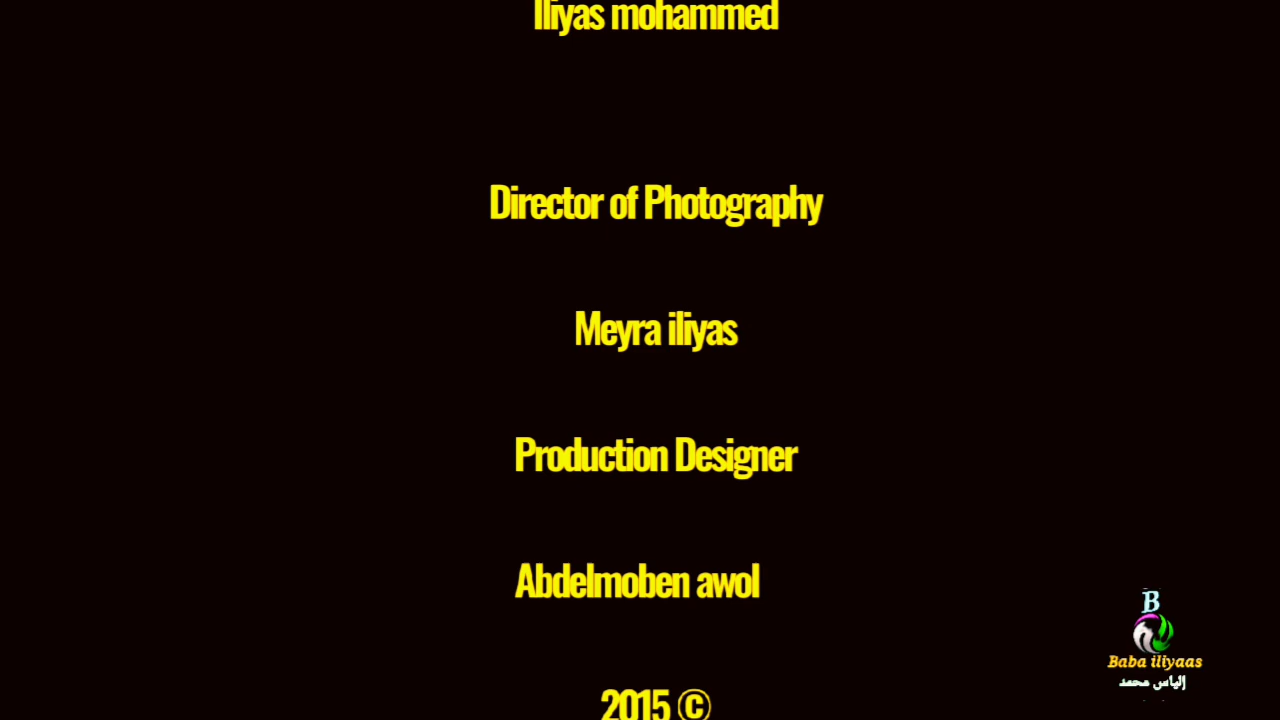 Iliyas mohammed
Director of Photography
Meyra iliyas
Production Designer
Abdelmoben awol
2015 ©
B
Baba iliyaas
إلياس محمد